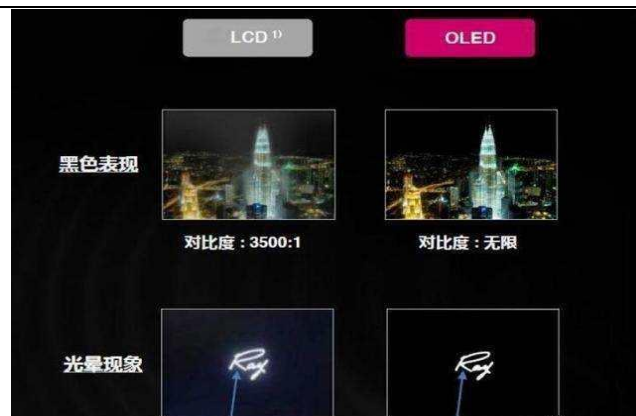 LCD 1)
OLED
黑色表现
对比度 : 3500:1
对比度 : 无限
光晕现象
Ray
Ray